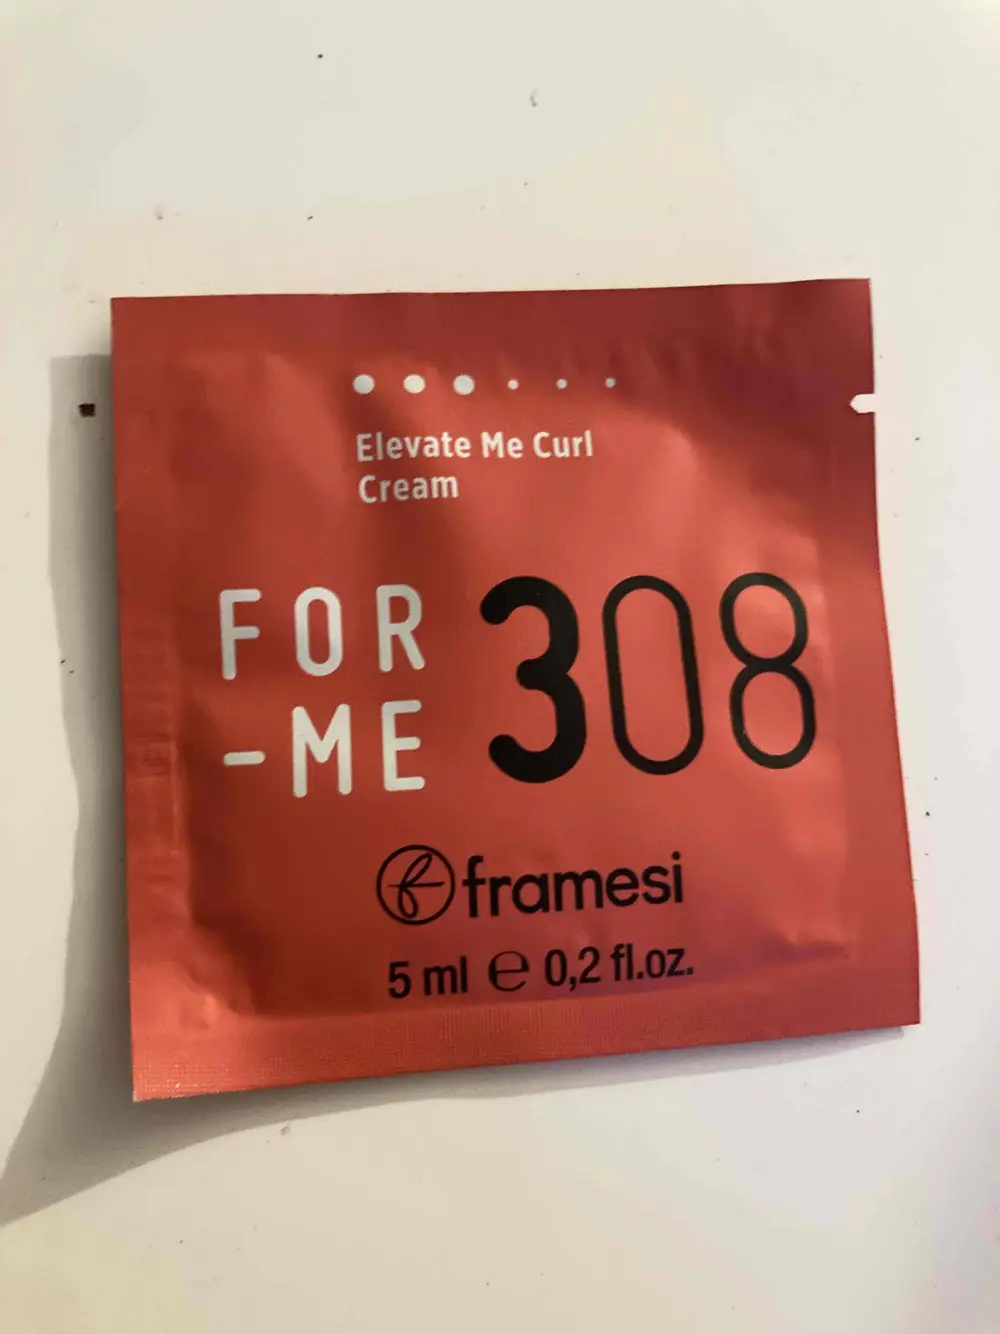 Elevate Me Curl
Cream
FOR
-ME
308
framesi
5 ml ℮ 0,2 fl.oz.